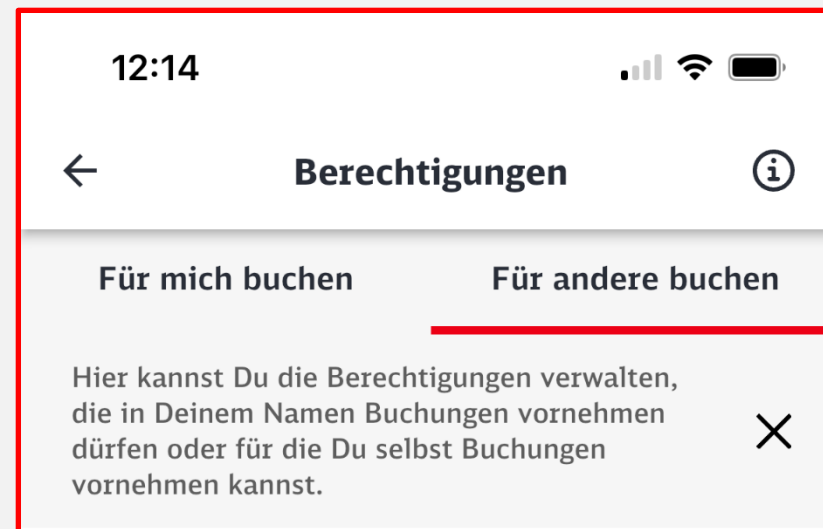 12:14
Berechtigungen
Für mich buchen Für andere buchen
Hier kannst Du die Berechtigungen verwalten,
die in Deinem Namen Buchungen vornehmen
dürfen oder für die Du selbst Buchungen
vornehmen kannst.